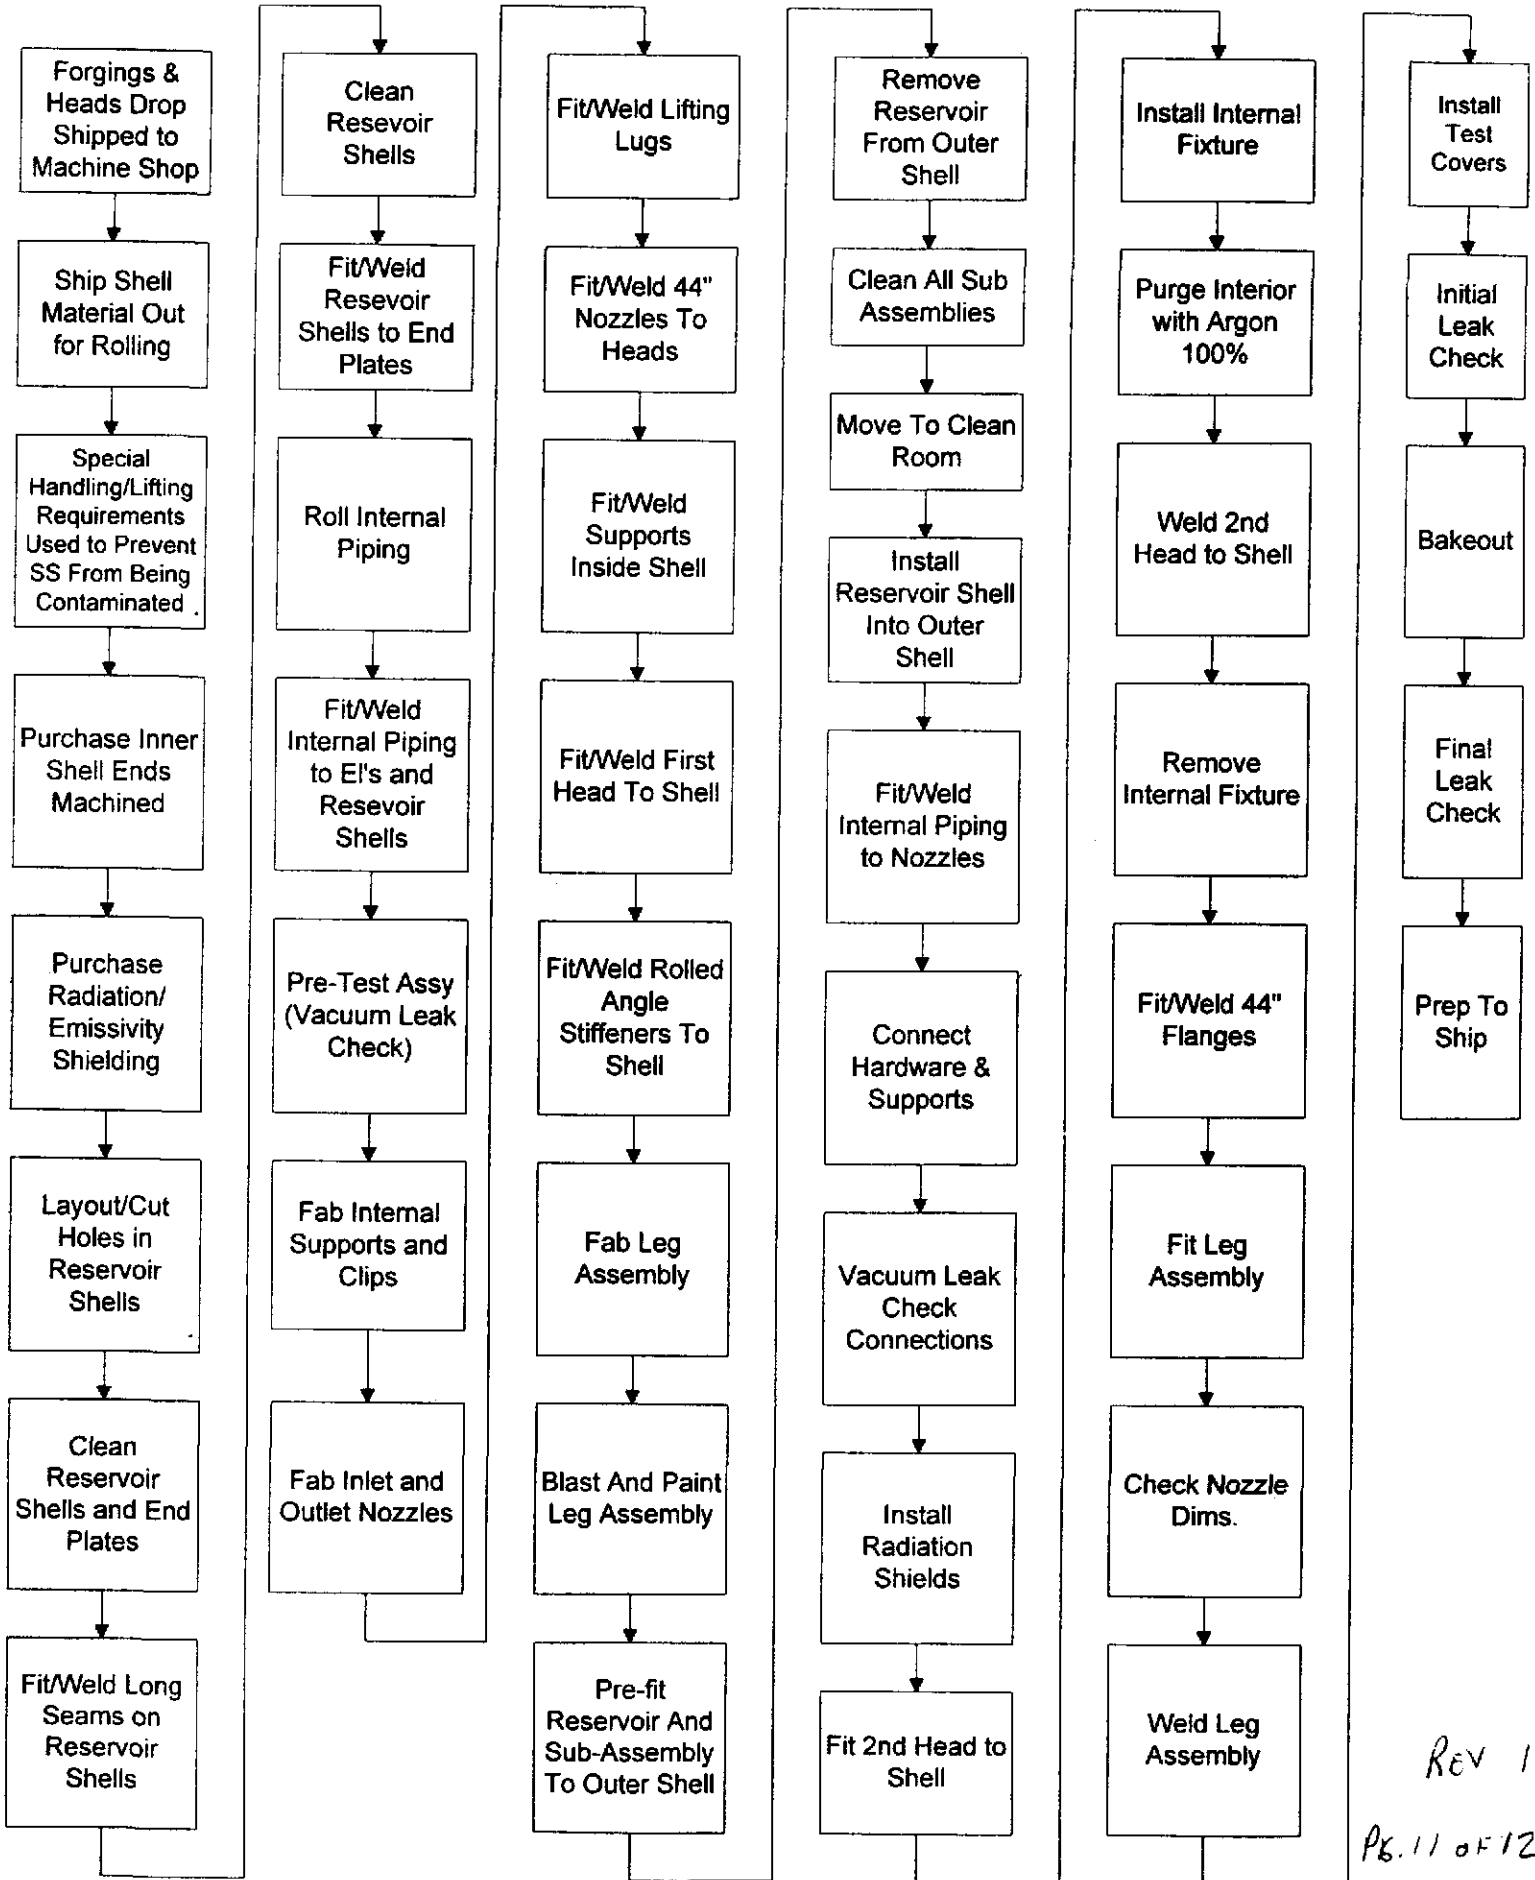 Forgings &
Heads Drop
Shipped to
Machine Shop
Ship Shell
Material Out
for Rolling
Special
Handling/Lifting
Requirements
Used to Prevent
SS From Being
Contaminated
Purchase Inner
Shell Ends
Machined
Purchase
Radiation/
Emissivity
Shielding
Layout/Cut
Holes in
Reservoir
Shells
Clean
Reservoir
Shells and End
Plates
Fit/Weld Long
Seams on
Reservoir
Shells
Clean
Resevoir
Shells
Fit/Weld
Resevoir
Shells to End
Plates
Roll Internal
Piping
Fit/Weld
Internal Piping
to El's and
Resevoir
Shells
Pre-Test Assy
(Vacuum Leak
Check)
Fab Internal
Supports and
Clips
Fab Inlet and
Outlet Nozzles
Fit/Weld Lifting
Lugs
Fit/Weld 44"
Nozzles To
Heads
Fit/Weld
Supports
Inside Shell
Fit/Weld First
Head To Shell
Fit/Weld Rolled
Angle
Stiffeners To
Shell
Fab Leg
Assembly
Blast And Paint
Leg Assembly
Pre-fit
Reservoir And
Sub-Assembly
To Outer Shell
Remove
Reservoir
From Outer
Shell
Clean All Sub
Assemblies
Move To Clean
Room
Install
Reservoir Shell
Into Outer
Shell
Fit/Weld
Internal Piping
to Nozzles
Connect
Hardware &
Supports
Vacuum Leak
Check
Connections
Install
Radiation
Shields
Fit 2nd Head to
Shell
Install Internal
Fixture
Purge Interior
with Argon
100%
Weld 2nd
Head to Shell
Remove
Internal Fixture
Fit/Weld 44"
Flanges
Fit Leg
Assembly
Check Nozzle
Dims.
Weld Leg
Assembly
Install
Test
Covers
Initial
Leak
Check
Bakeout
Final
Leak
Check
Prep To
Ship
REV 1
PG. 11 OF 12